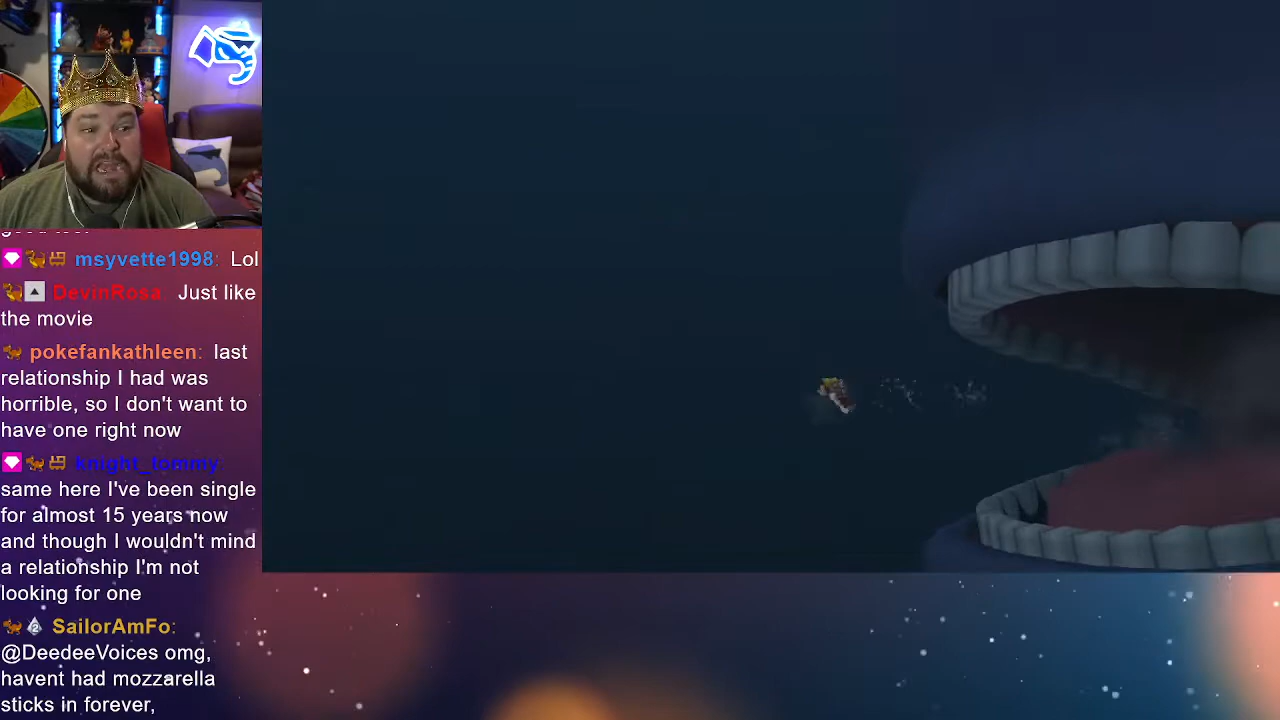 msyvette1998: Lol
DevinRosa: Just like
the movie
pokefankathleen: last
relationship I had was
horrible, so I don't want to
have one right now
knight_tommy:
same here I've been single
for almost 15 years now
and though I wouldn't mind
a relationship I'm not
looking for one
SailorAmFo:
@DeedeeVoices omg,
havent had mozzarella
sticks in forever,